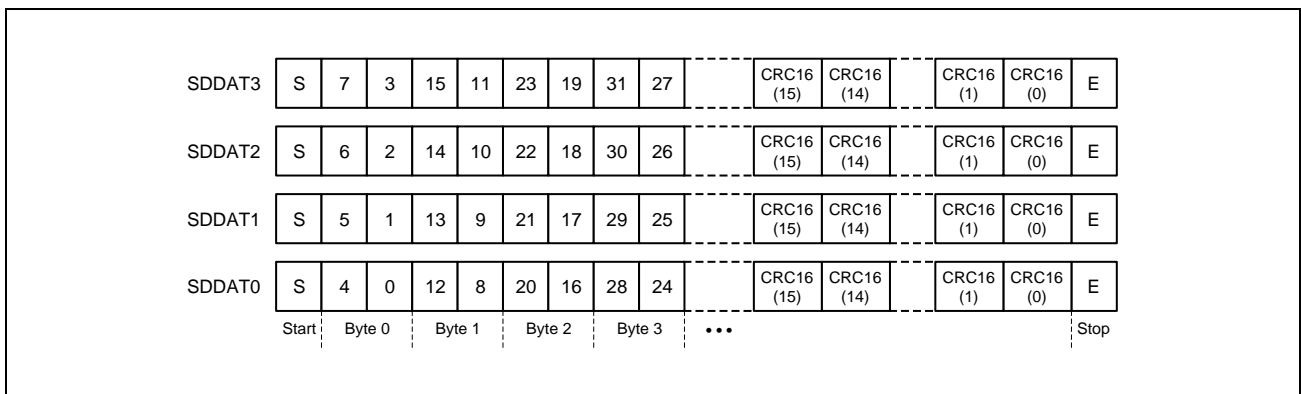 SDDAT3 S 7 3 15 11 23 19 31 27 CRC16 (15) CRC16 (14) CRC16 (1) CRC16 (0) E
SDDAT2 S 6 2 14 10 22 18 30 26 CRC16 (15) CRC16 (14) CRC16 (1) CRC16 (0) E
SDDAT1 S 5 1 13 9 21 17 29 25 CRC16 (15) CRC16 (14) CRC16 (1) CRC16 (0) E
SDDAT0 S 4 0 12 8 20 16 28 24 CRC16 (15) CRC16 (14) CRC16 (1) CRC16 (0) E
Start Byte 0 Byte 1 Byte 2 Byte 3 ••• Stop